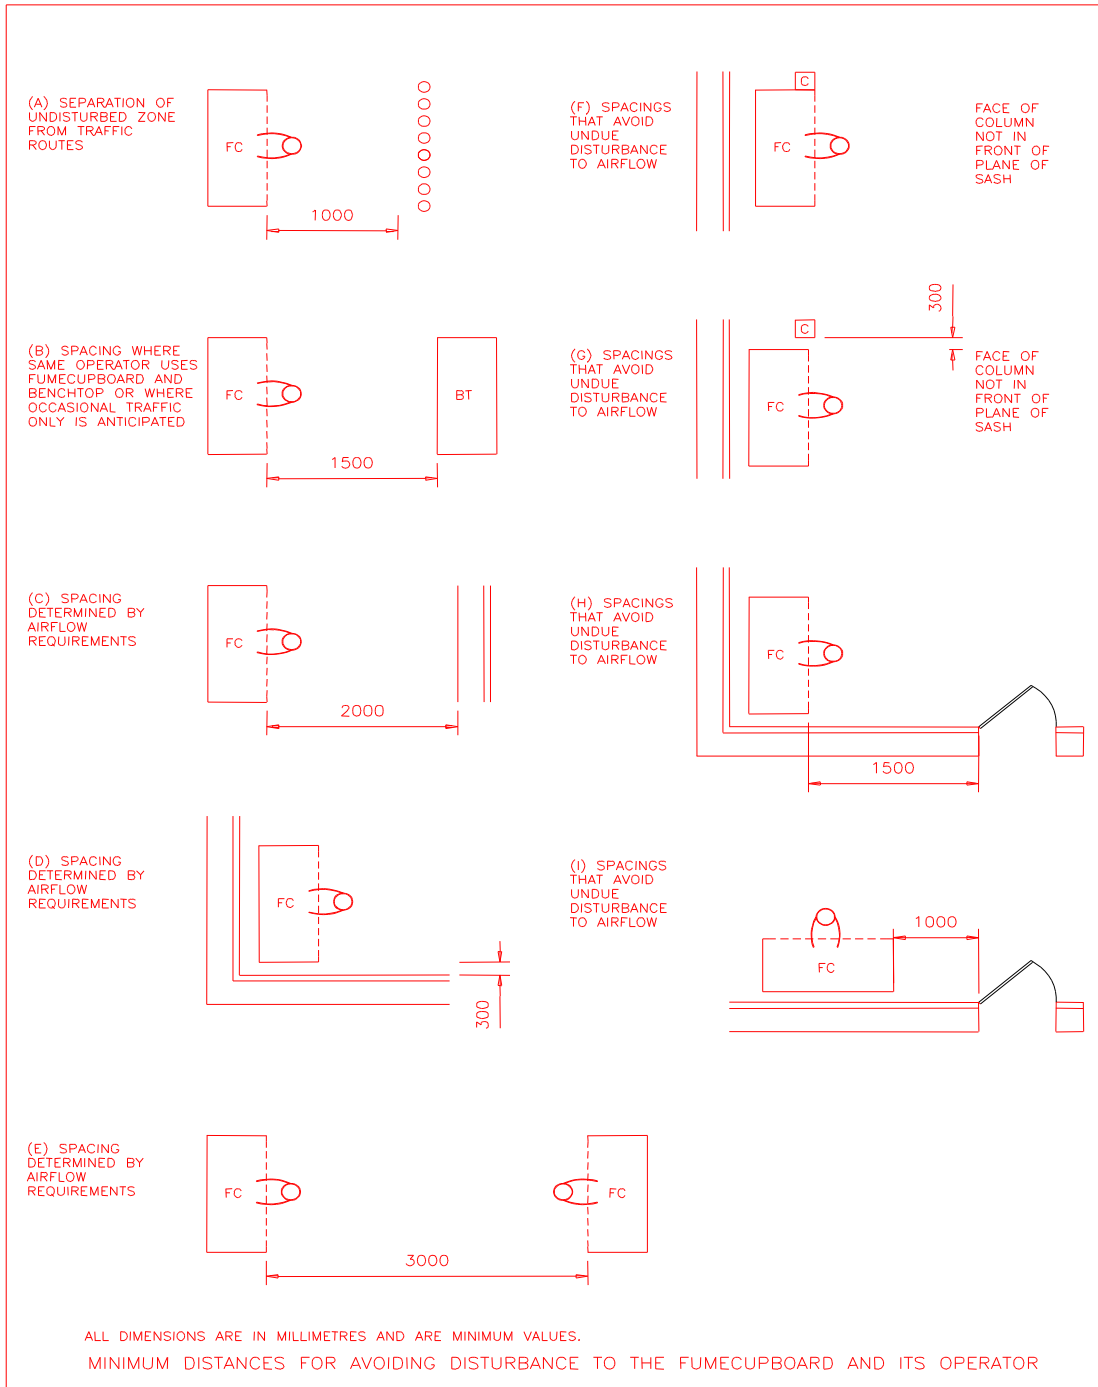 (A) SEPARATION OF
UNDISTURBED ZONE
FROM TRAFFIC
ROUTES
FC
1000
(B) SPACING WHERE
SAME OPERATOR USES
FUMECUPBOARD AND
BENCHTOP OR WHERE
OCCASIONAL TRAFFIC
ONLY IS ANTICIPATED
FC
BT
1500
(C) SPACING
DETERMINED BY
AIRFLOW
REQUIREMENTS
FC
2000
(D) SPACING
DETERMINED BY
AIRFLOW
REQUIREMENTS
FC
300
(E) SPACING
DETERMINED BY
AIRFLOW
REQUIREMENTS
FC
FC
3000
(F) SPACINGS
THAT AVOID
UNDUE
DISTURBANCE
TO AIRFLOW
C
FC
FACE OF
COLUMN
NOT IN
FRONT OF
PLANE OF
SASH
(G) SPACINGS
THAT AVOID
UNDUE
DISTURBANCE
TO AIRFLOW
C
FC
300
FACE OF
COLUMN
NOT IN
FRONT OF
PLANE OF
SASH
(H) SPACINGS
THAT AVOID
UNDUE
DISTURBANCE
TO AIRFLOW
FC
1500
(I) SPACINGS
THAT AVOID
UNDUE
DISTURBANCE
TO AIRFLOW
FC
1000
ALL DIMENSIONS ARE IN MILLIMETRES AND ARE MINIMUM VALUES.
MINIMUM DISTANCES FOR AVOIDING DISTURBANCE TO THE FUMECUPBOARD AND ITS OPERATOR